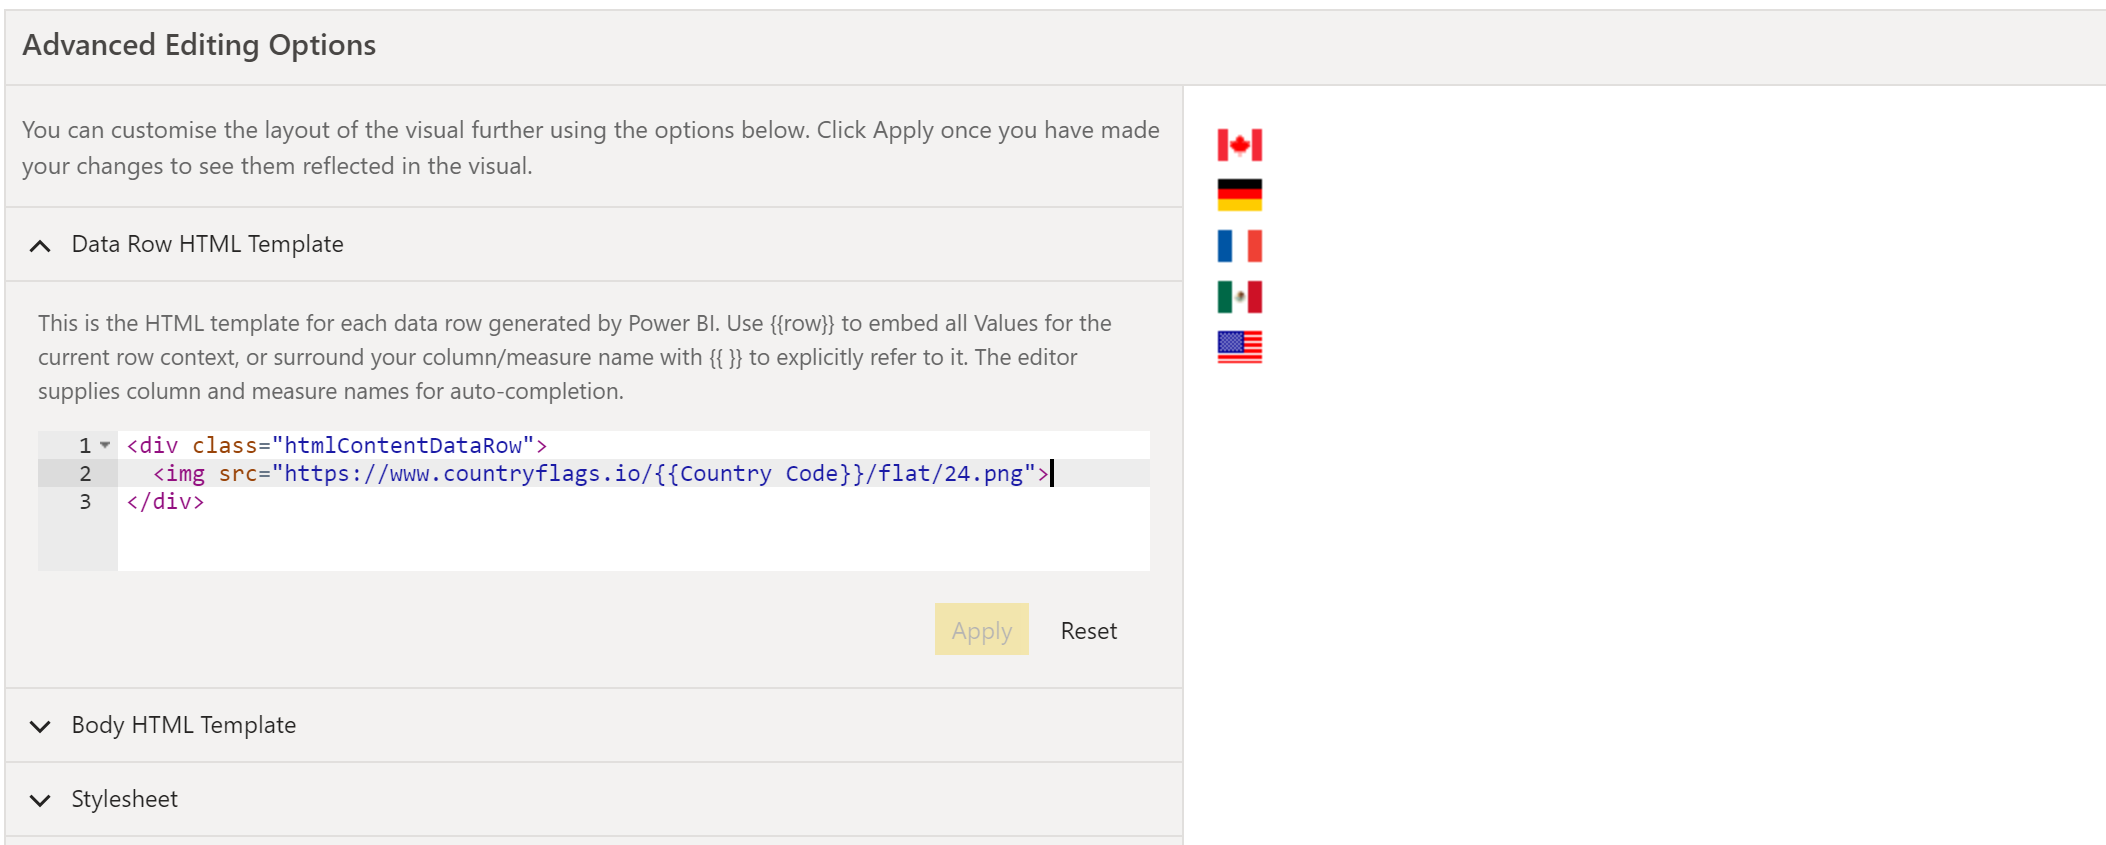 Advanced Editing Options
You can customise the layout of the visual further using the options below. Click Apply once you have made
your changes to see them reflected in the visual.
Data Row HTML Template
This is the HTML template for each data row generated by Power BI. Use {{row}} to embed all Values for the
current row context, or surround your column/measure name with {{ }} to explicitly refer to it. The editor
supplies column and measure names for auto-completion.
1 <div class="htmlContentDataRow">
2   <img src="https://www.countryflags.io/{{Country Code}}/flat/24.png">
3 </div>
Apply Reset
Body HTML Template
Stylesheet